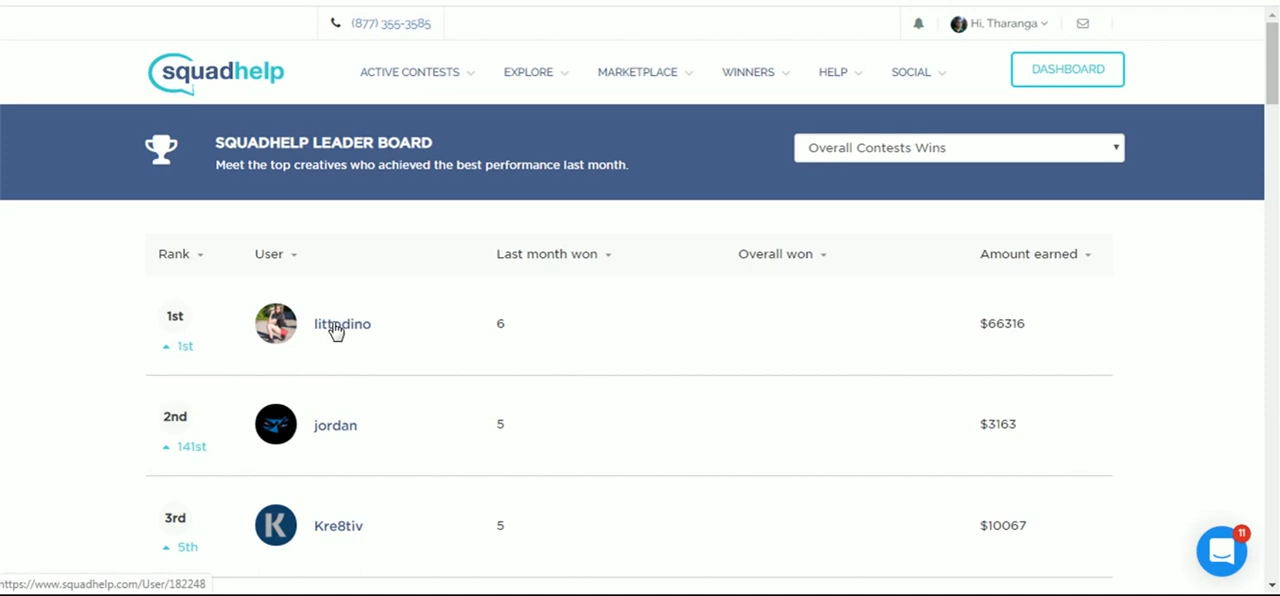 (877) 355-3585
Hi, Tharanga
squadhelp
ACTIVE CONTESTS
EXPLORE
MARKETPLACE
WINNERS
HELP
SOCIAL
DASHBOARD
SQUADHELP LEADER BOARD
Meet the top creatives who achieved the best performance last month.
Overall Contests Wins
Rank
User
Last month won
Overall won
Amount earned
1st
1st
6
$66316
2nd
141st
jordan
5
$3163
3rd
5th
K
Kre8tiv
5
$10067
11
https://www.squadhelp.com/User/182248